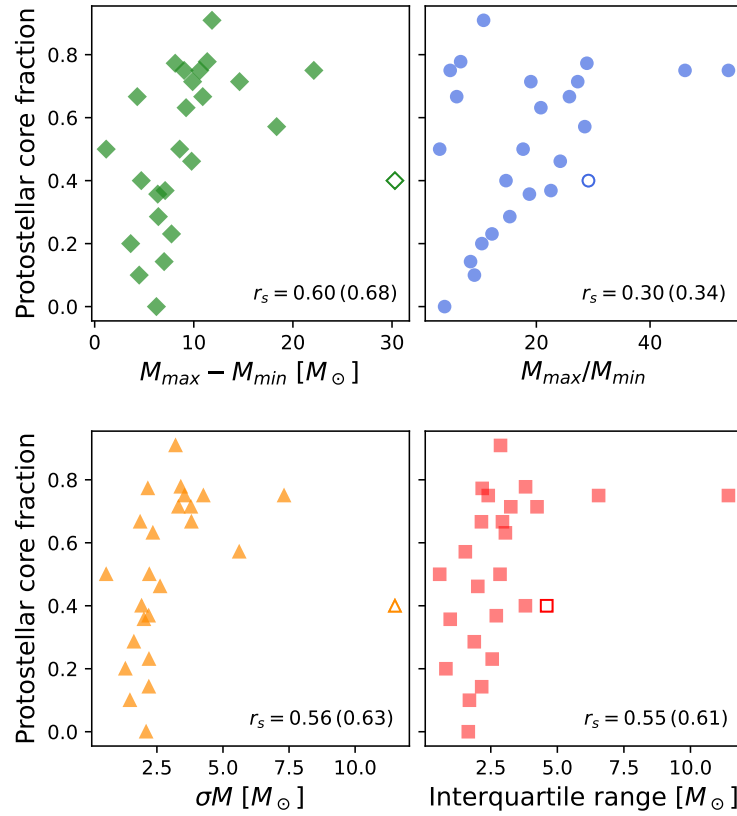 Protostellar core fraction
0.8
0.6
0.4
0.2
0.0
r_s = 0.60 (0.68)
0 10 20 30
M_max − M_min [M_⊙]
r_s = 0.30 (0.34)
20 40
M_max/M_min
Protostellar core fraction
0.8
0.6
0.4
0.2
0.0
r_s = 0.56 (0.63)
2.5 5.0 7.5 10.0
σM [M_⊙]
r_s = 0.55 (0.61)
2.5 5.0 7.5 10.0
Interquartile range [M_⊙]